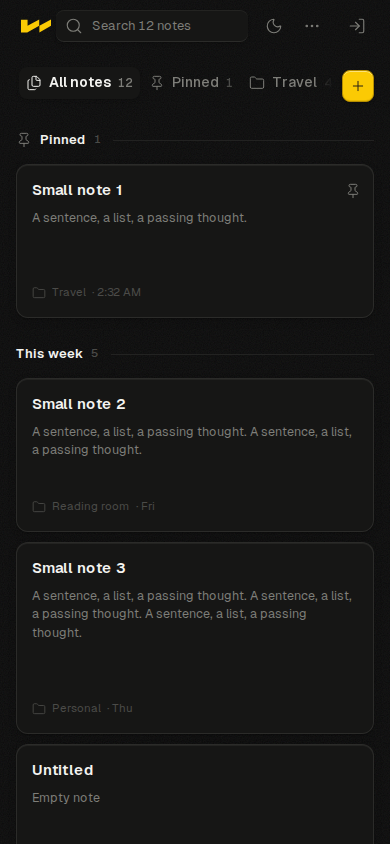 Search 12 notes
All notes 12 Pinned 1 Travel
Pinned 1
Small note 1
A sentence, a list, a passing thought.
Travel · 2:32 AM
This week 5
Small note 2
A sentence, a list, a passing thought. A sentence, a list,
a passing thought.
Reading room · Fri
Small note 3
A sentence, a list, a passing thought. A sentence, a list,
a passing thought. A sentence, a list, a passing
thought.
Personal · Thu
Untitled
Empty note